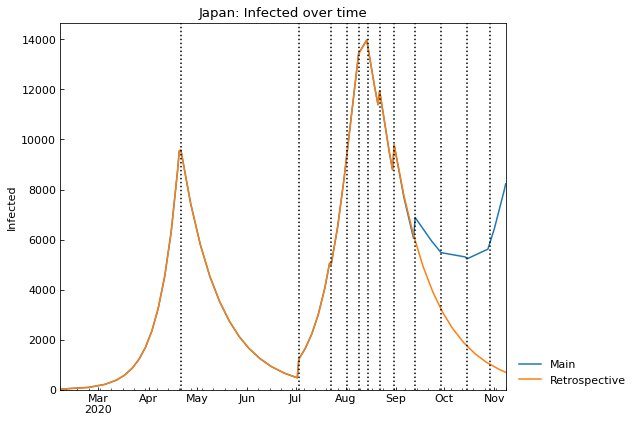 Japan: Infected over time
14000
12000
10000
8000
6000
4000
2000
0
Infected
Mar Apr May Jun Jul Aug Sep Oct Nov
2020
Main
Retrospective